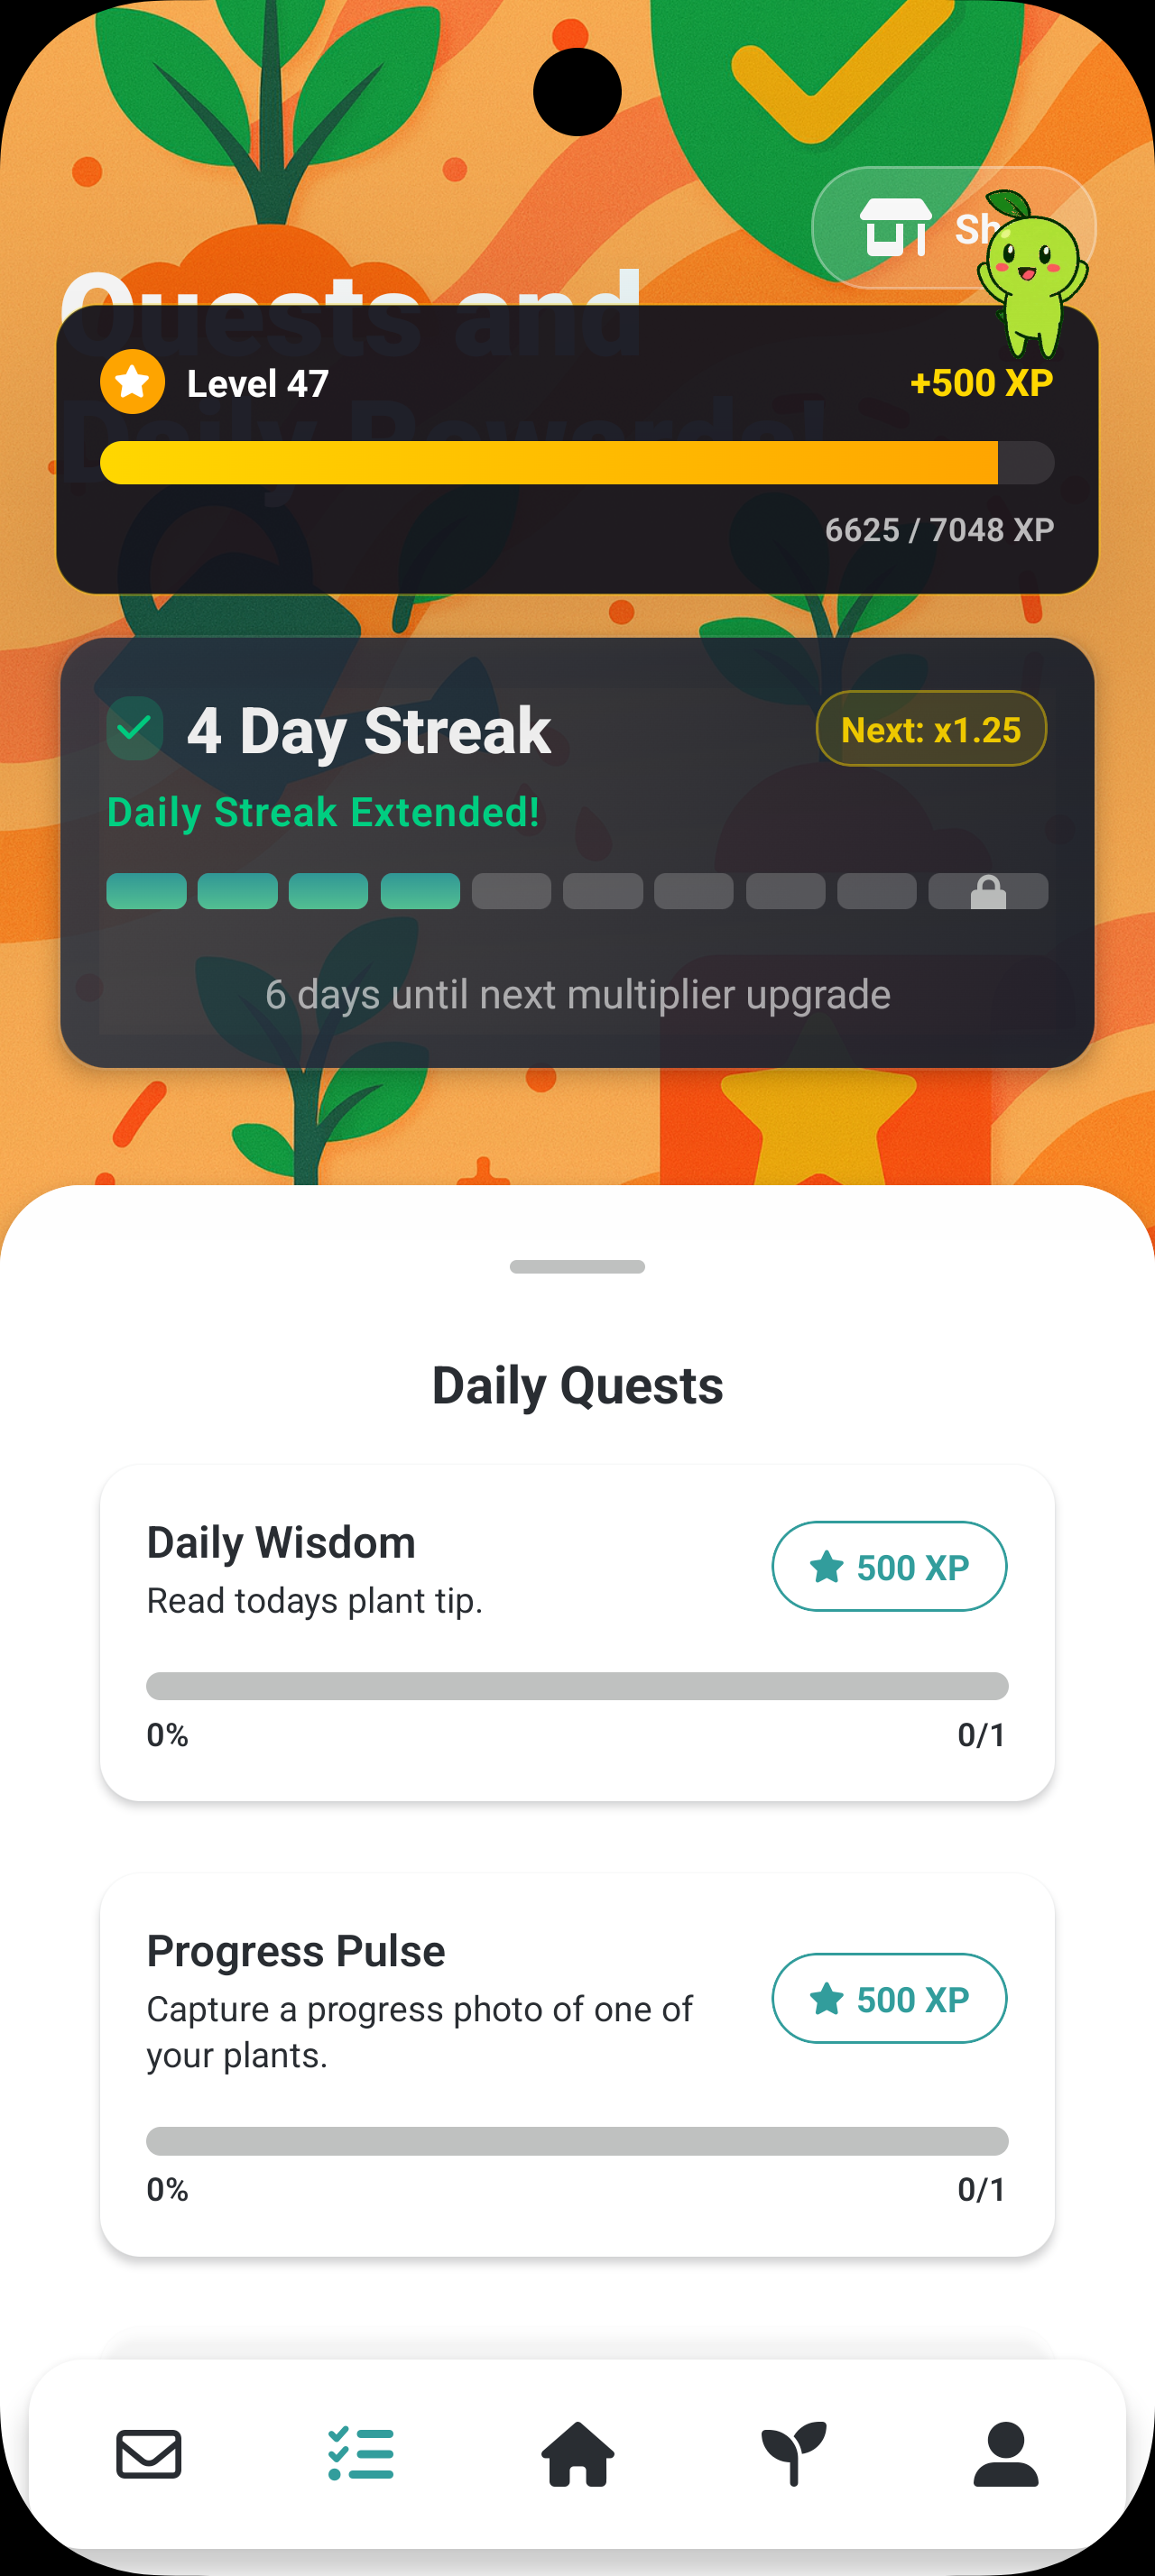 Quests and
Level 47
+500 XP
6625 / 7048 XP
4 Day Streak
Next: x1.25
Daily Streak Extended!
6 days until next multiplier upgrade
Daily Quests
Daily Wisdom
500 XP
Read todays plant tip.
0%
0/1
Progress Pulse
500 XP
Capture a progress photo of one of
your plants.
0%
0/1